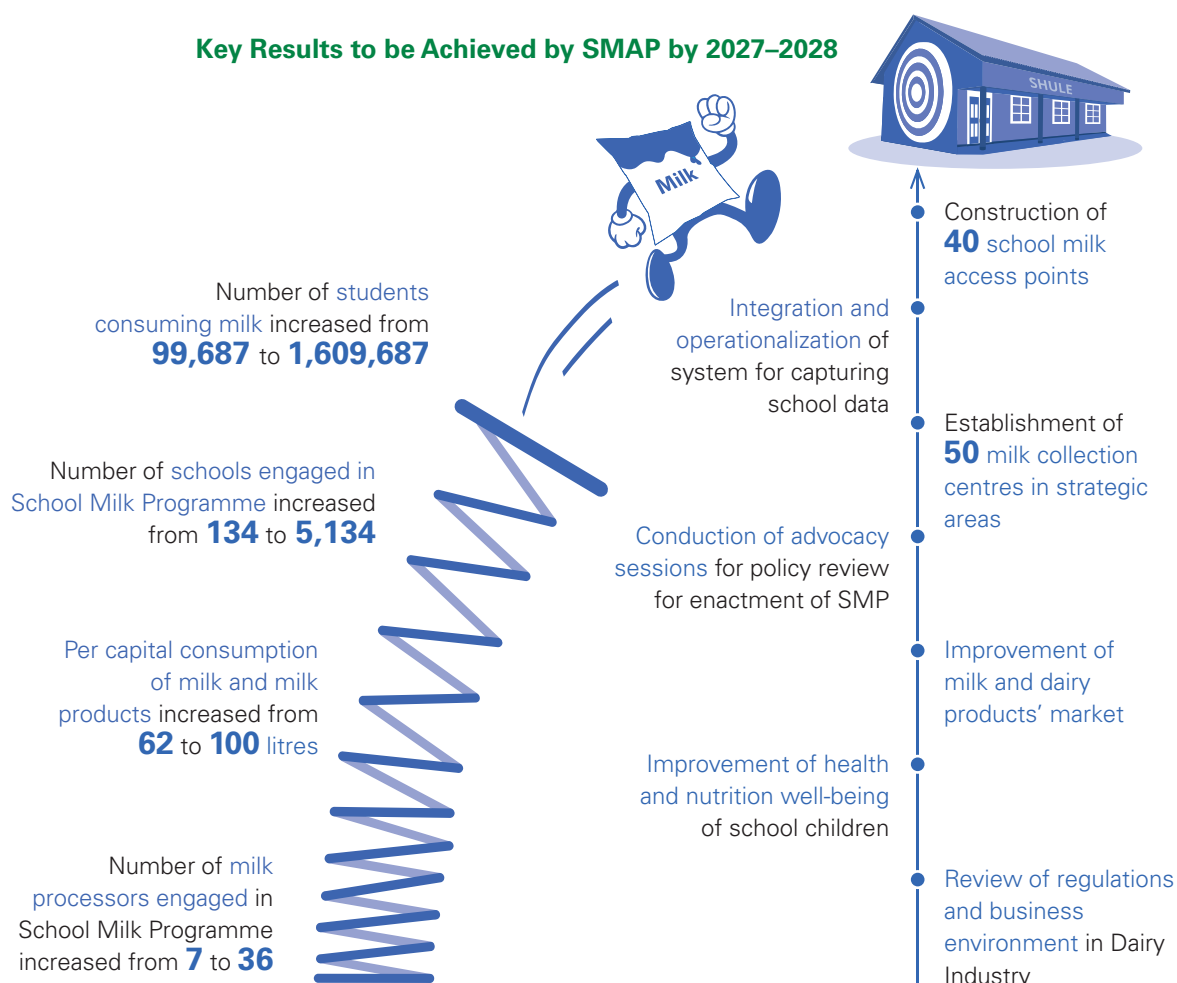 Key Results to be Achieved by SMAP by 2027–2028
SHULE
Milk
Number of students
consuming milk increased from
99,687 to 1,609,687
Number of schools engaged in
School Milk Programme increased
from 134 to 5,134
Per capital consumption
of milk and milk
products increased from
62 to 100 litres
Number of milk
processors engaged in
School Milk Programme
increased from 7 to 36
Construction of
40 school milk
access points
Integration and
operationalization of
system for capturing
school data
Establishment of
50 milk collection
centres in strategic
areas
Conduction of advocacy
sessions for policy review
for enactment of SMP
Improvement of
milk and dairy
products’ market
Improvement of health
and nutrition well-being
of school children
Review of regulations
and business
environment in Dairy
Industry